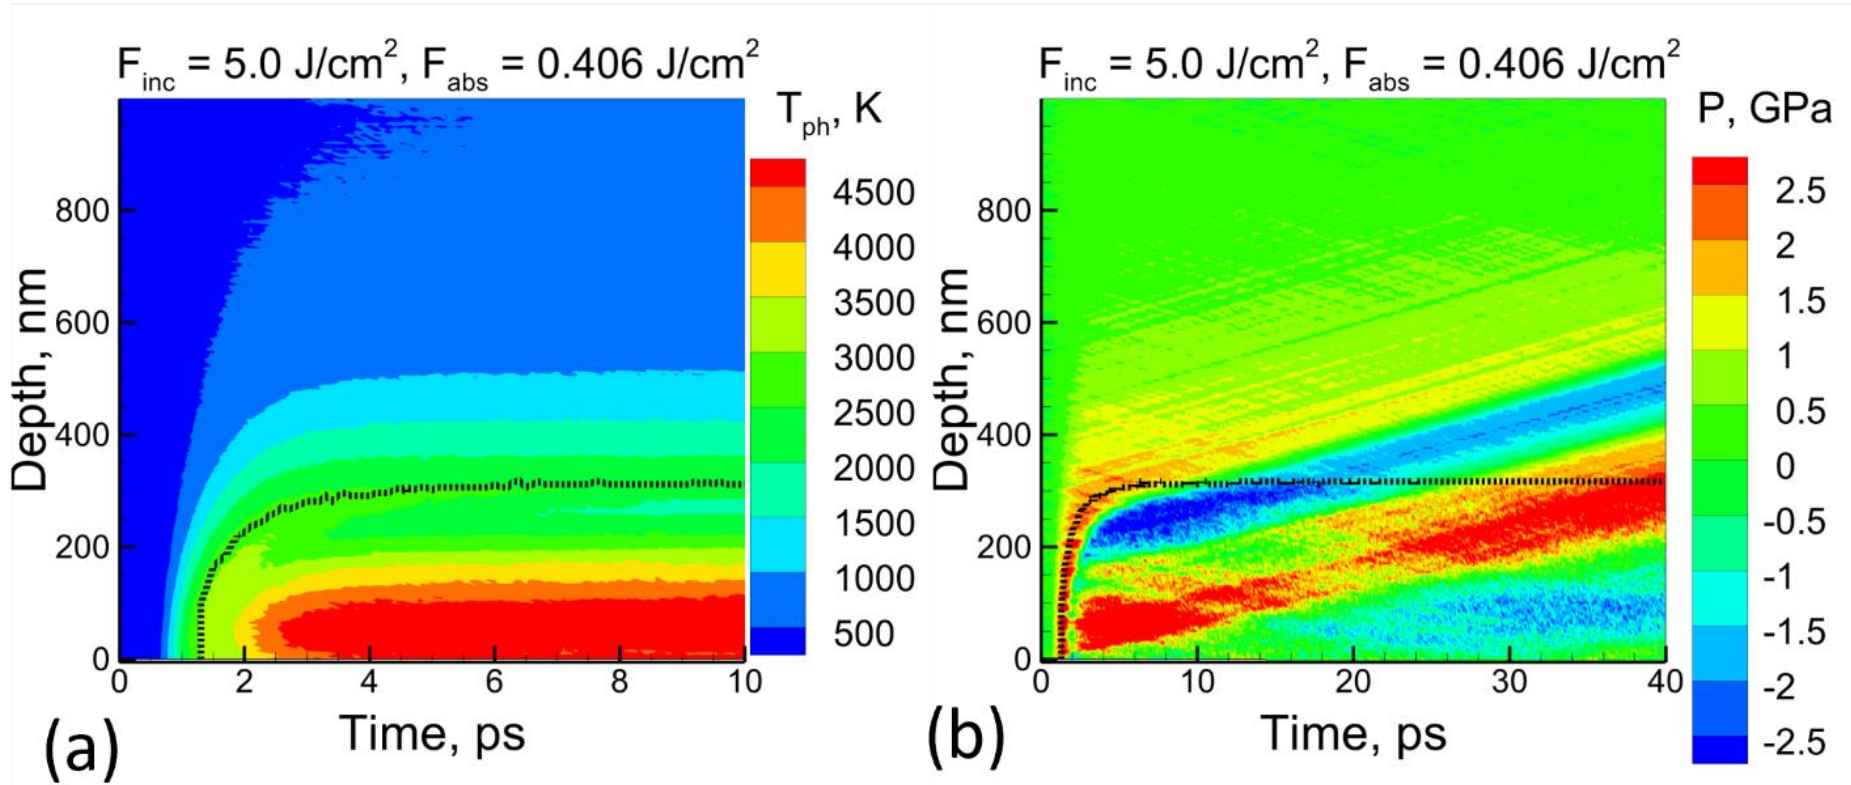 F_inc = 5.0 J/cm², F_abs = 0.406 J/cm²
T_ph, K
4500
4000
3500
3000
2500
2000
1500
1000
500
Depth, nm
800
600
400
200
0
0 2 4 6 8 10
Time, ps
(a)
F_inc = 5.0 J/cm², F_abs = 0.406 J/cm²
P, GPa
2.5
2
1.5
1
0.5
0
-0.5
-1
-1.5
-2
-2.5
Depth, nm
800
600
400
200
0
0 10 20 30 40
Time, ps
(b)